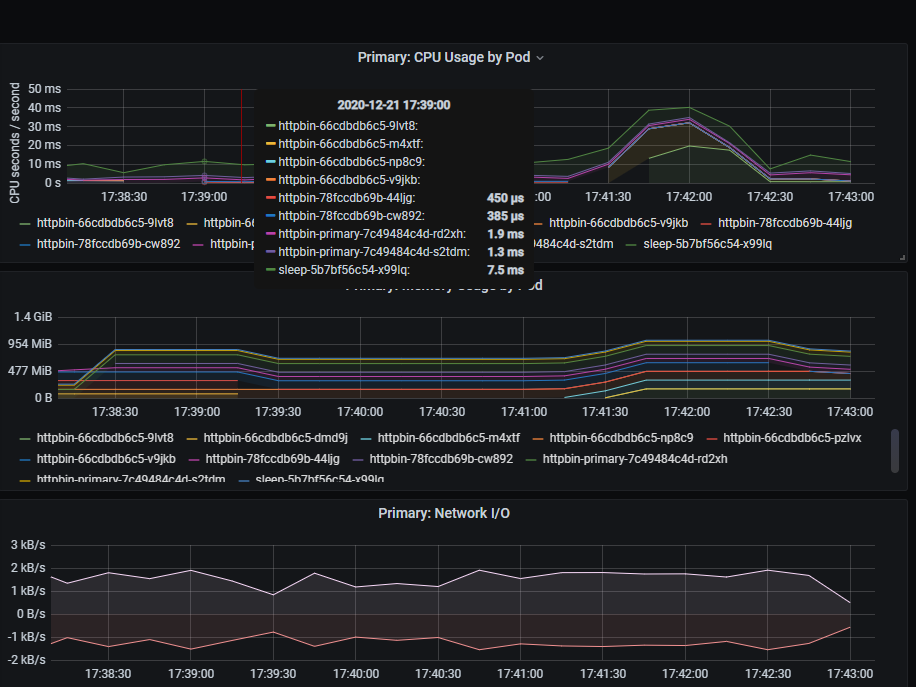 Primary: CPU Usage by Pod
CPU seconds / second
50 ms
40 ms
30 ms
20 ms
10 ms
0 s
17:38:30 17:39:00 :00 17:41:30 17:42:00 17:42:30 17:43:00
2020-12-21 17:39:00
httpbin-66cdbdb6c5-9lvt8:
httpbin-66cdbdb6c5-m4xtf:
httpbin-66cdbdb6c5-np8c9:
httpbin-66cdbdb6c5-v9jkb:
httpbin-78fccdb69b-44ljg: 450 µs
httpbin-78fccdb69b-cw892: 385 µs
httpbin-primary-7c49484c4d-rd2xh: 1.9 ms
httpbin-primary-7c49484c4d-s2tdm: 1.3 ms
sleep-5b7bf56c54-x99lq: 7.5 ms
httpbin-66cdbdb6c5-9lvt8 httpbin-6 httpbin-66cdbdb6c5-v9jkb httpbin-78fccdb69b-44ljg
httpbin-78fccdb69b-cw892 httpbin-p 9484c4d-s2tdm sleep-5b7bf56c54-x99lq
Primary: Memory Usage by Pod
1.4 GiB
954 MiB
477 MiB
0 B
17:38:30 17:39:00 17:39:30 17:40:00 17:40:30 17:41:00 17:41:30 17:42:00 17:42:30 17:43:00
httpbin-66cdbdb6c5-9lvt8 httpbin-66cdbdb6c5-dmd9j httpbin-66cdbdb6c5-m4xtf httpbin-66cdbdb6c5-np8c9 httpbin-66cdbdb6c5-pzlvx
httpbin-66cdbdb6c5-v9jkb httpbin-78fccdb69b-44ljg httpbin-78fccdb69b-cw892 httpbin-primary-7c49484c4d-rd2xh
httpbin-primary-7c49484c4d-s2tdm sleep-5b7bf56c54-x99lq
Primary: Network I/O
3 kB/s
2 kB/s
1 kB/s
0 B/s
-1 kB/s
-2 kB/s
17:38:30 17:39:00 17:39:30 17:40:00 17:40:30 17:41:00 17:41:30 17:42:00 17:42:30 17:43:00